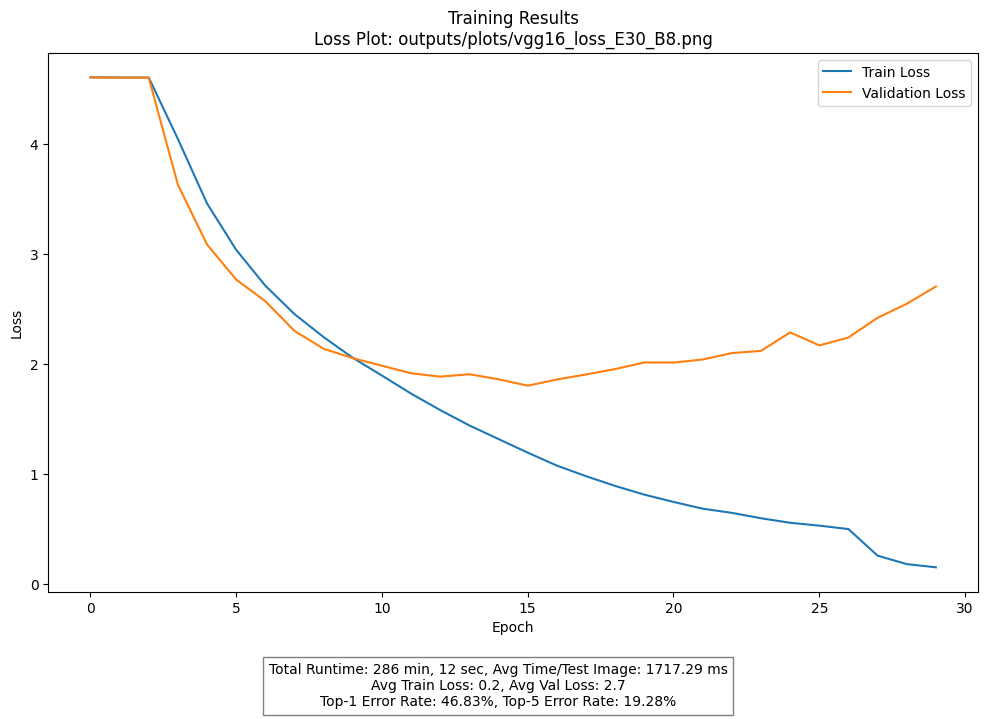 Training Results
Loss Plot: outputs/plots/vgg16_loss_E30_B8.png
Train Loss
Validation Loss
4
3
2
1
0
Loss
0 5 10 15 20 25 30
Epoch
Total Runtime: 286 min, 12 sec, Avg Time/Test Image: 1717.29 ms
Avg Train Loss: 0.2, Avg Val Loss: 2.7
Top-1 Error Rate: 46.83%, Top-5 Error Rate: 19.28%